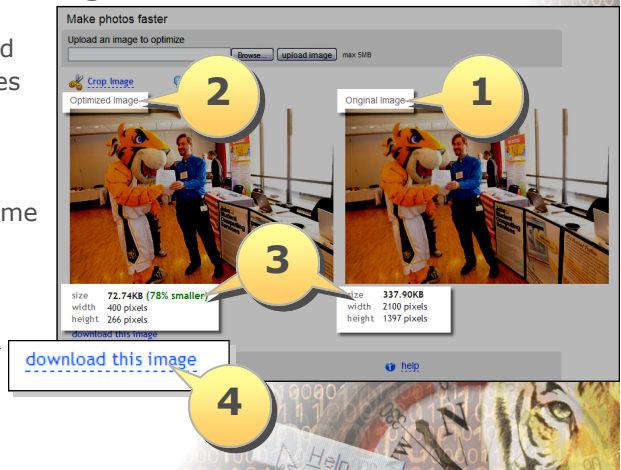 Make photos faster
Upload an image to optimize
Browse... upload image max 5MB
Crop Image
2
1
Optimized Image
Original Image
3
size 72.74KB (78% smaller)
width 400 pixels
height 266 pixels
size 337.90KB
width 2100 pixels
height 1397 pixels
download this image
download this image
help
4
Help